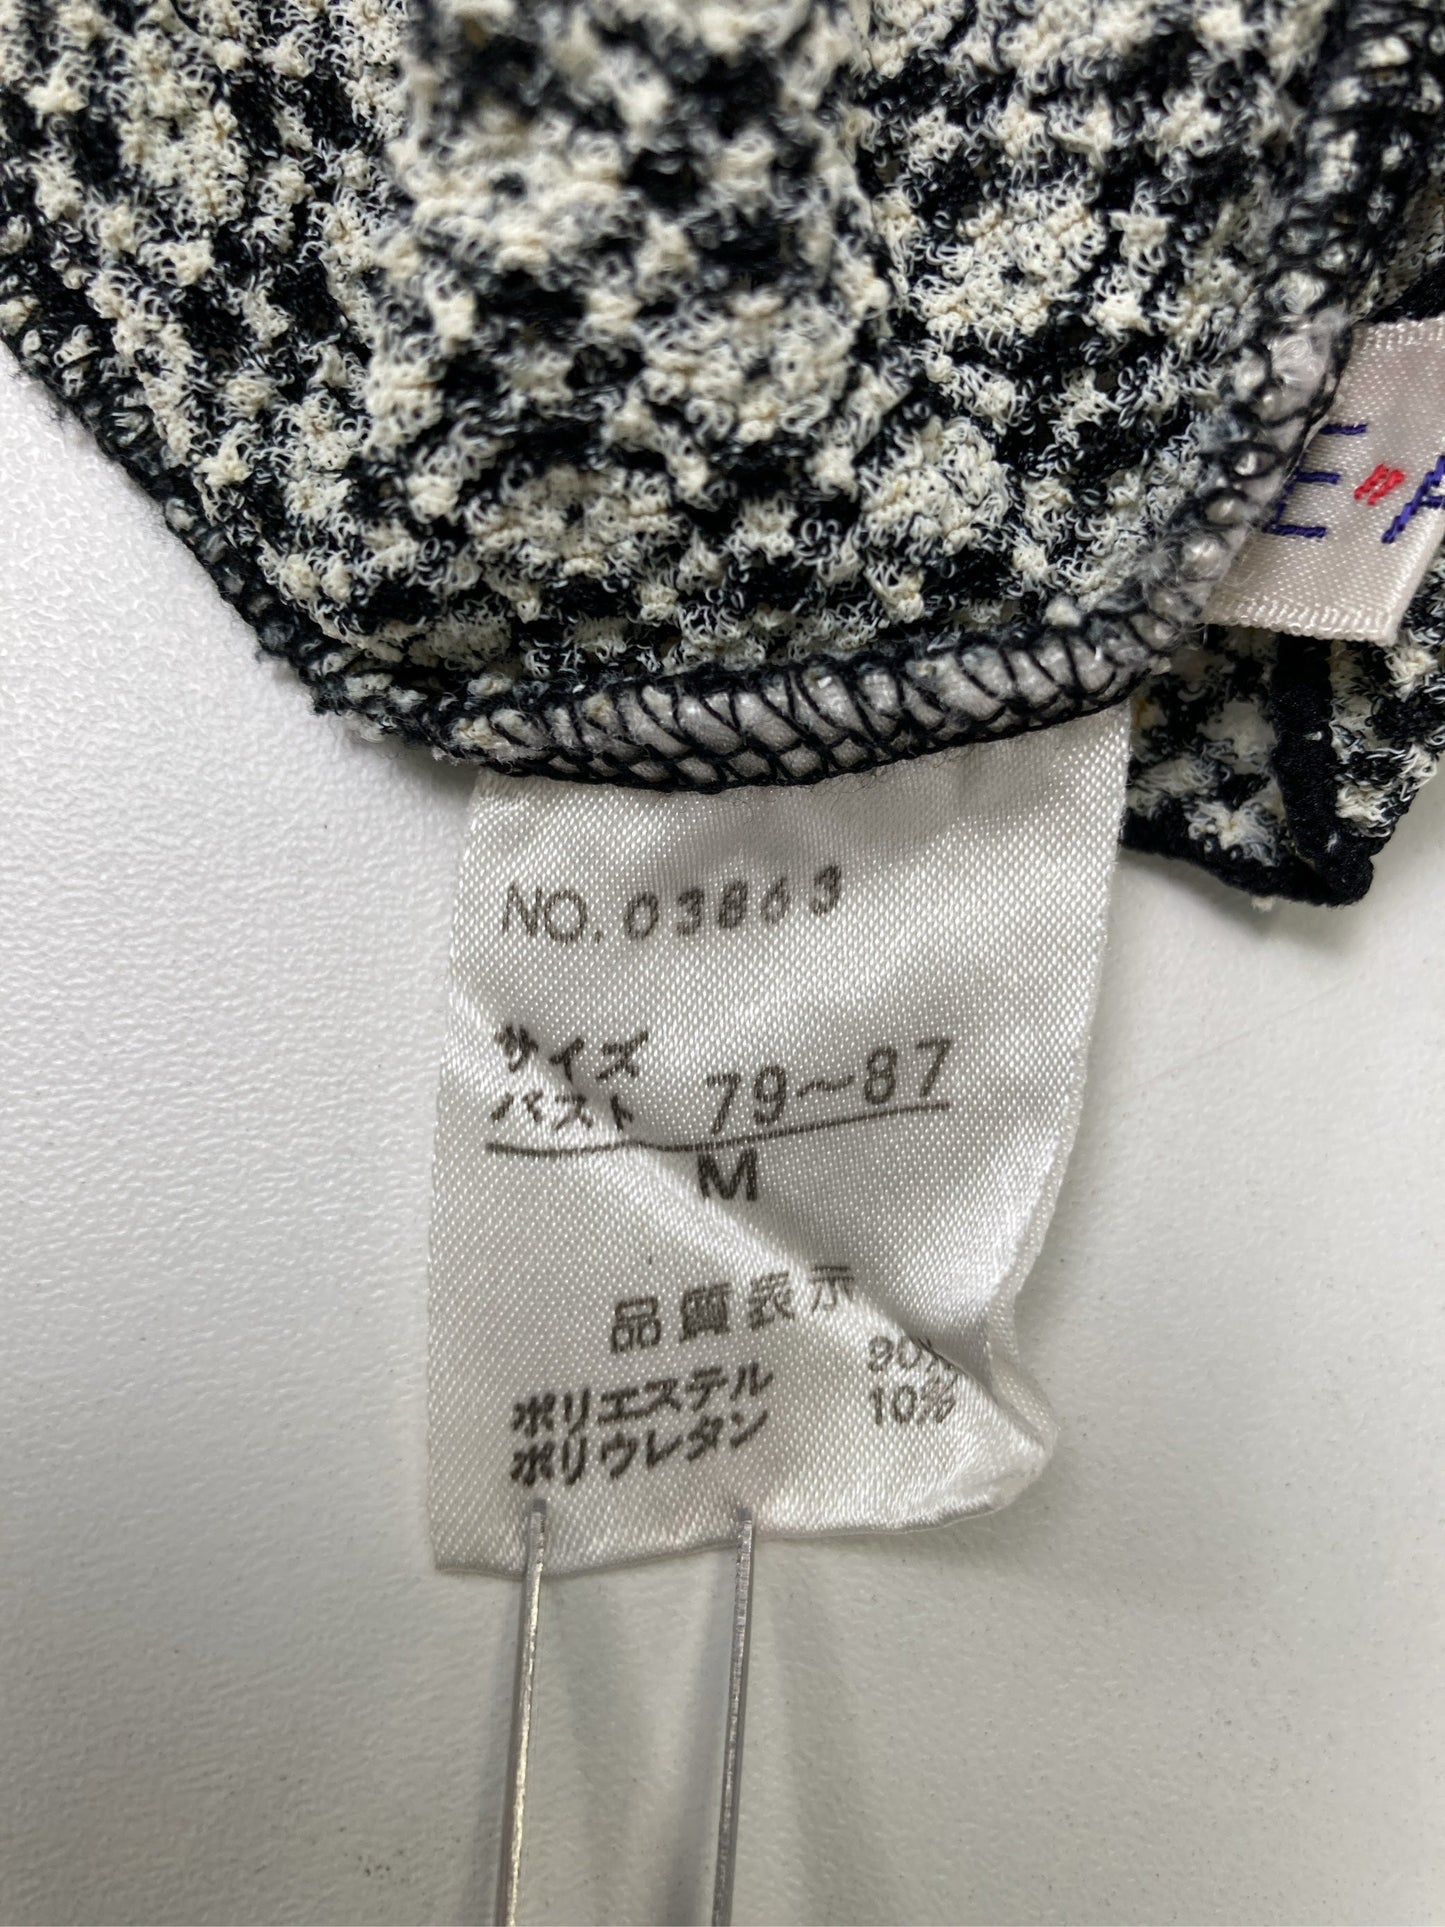 E"A
NO. 03863
サイズ
バスト 79～87
M
品質表示
ポリエステル 90%
ポリウレタン 10%